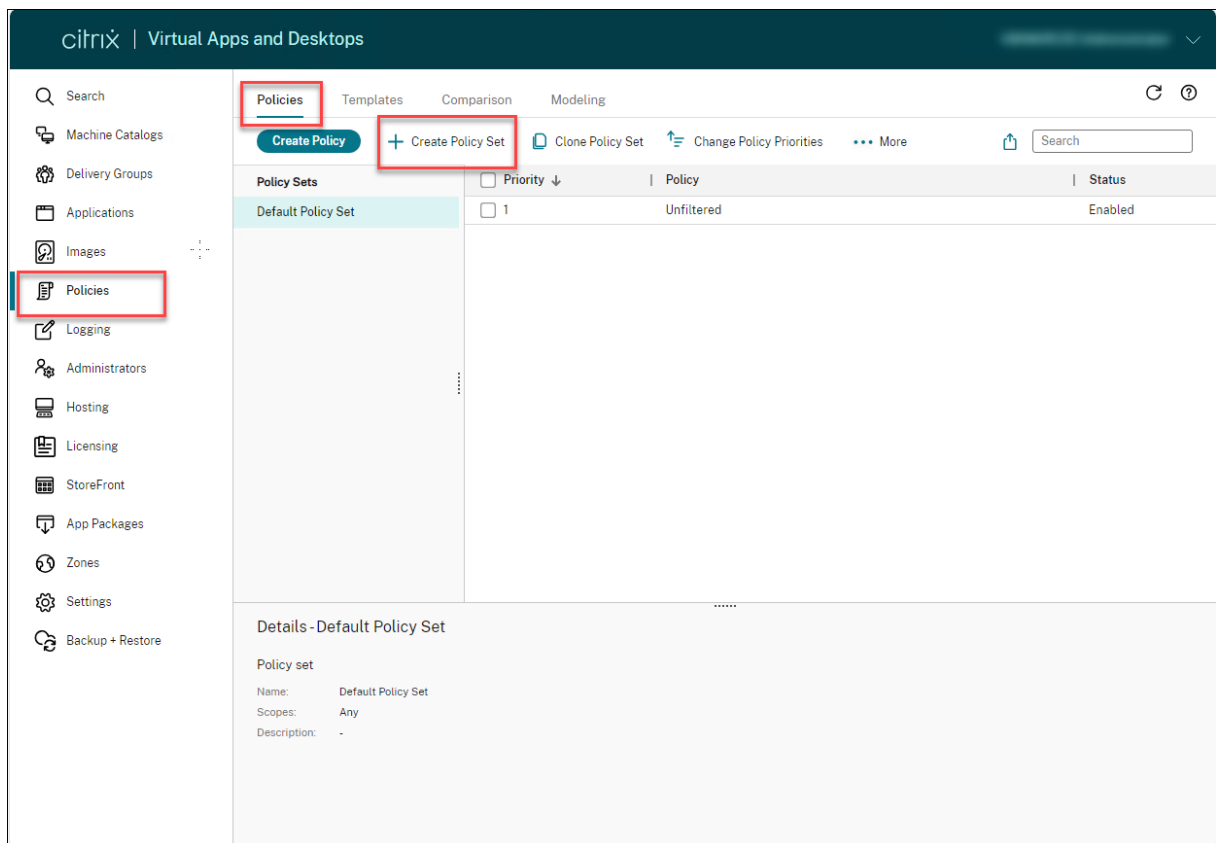 citrix | Virtual Apps and Desktops
Search
Machine Catalogs
Delivery Groups
Applications
Images
Policies
Logging
Administrators
Hosting
Licensing
StoreFront
App Packages
Zones
Settings
Backup + Restore
Policies Templates Comparison Modeling
Create Policy + Create Policy Set Clone Policy Set Change Policy Priorities ••• More Search
Policy Sets
Default Policy Set
Priority ↓ | Policy | Status
1 Unfiltered Enabled
Details - Default Policy Set
Policy set
Name: Default Policy Set
Scopes: Any
Description: -